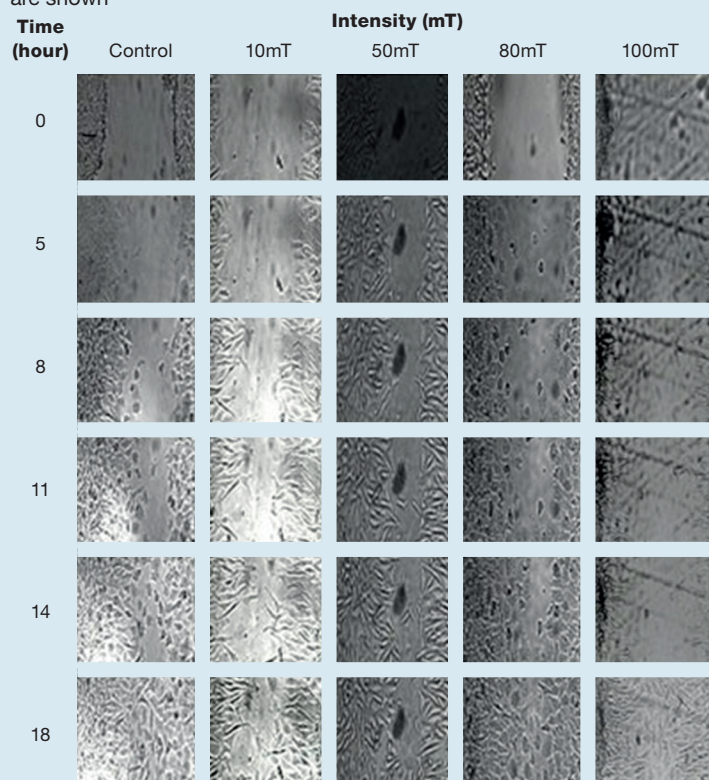 are shown
Time
(hour)
Intensity (mT)
Control 10mT 50mT 80mT 100mT
0
5
8
11
14
18